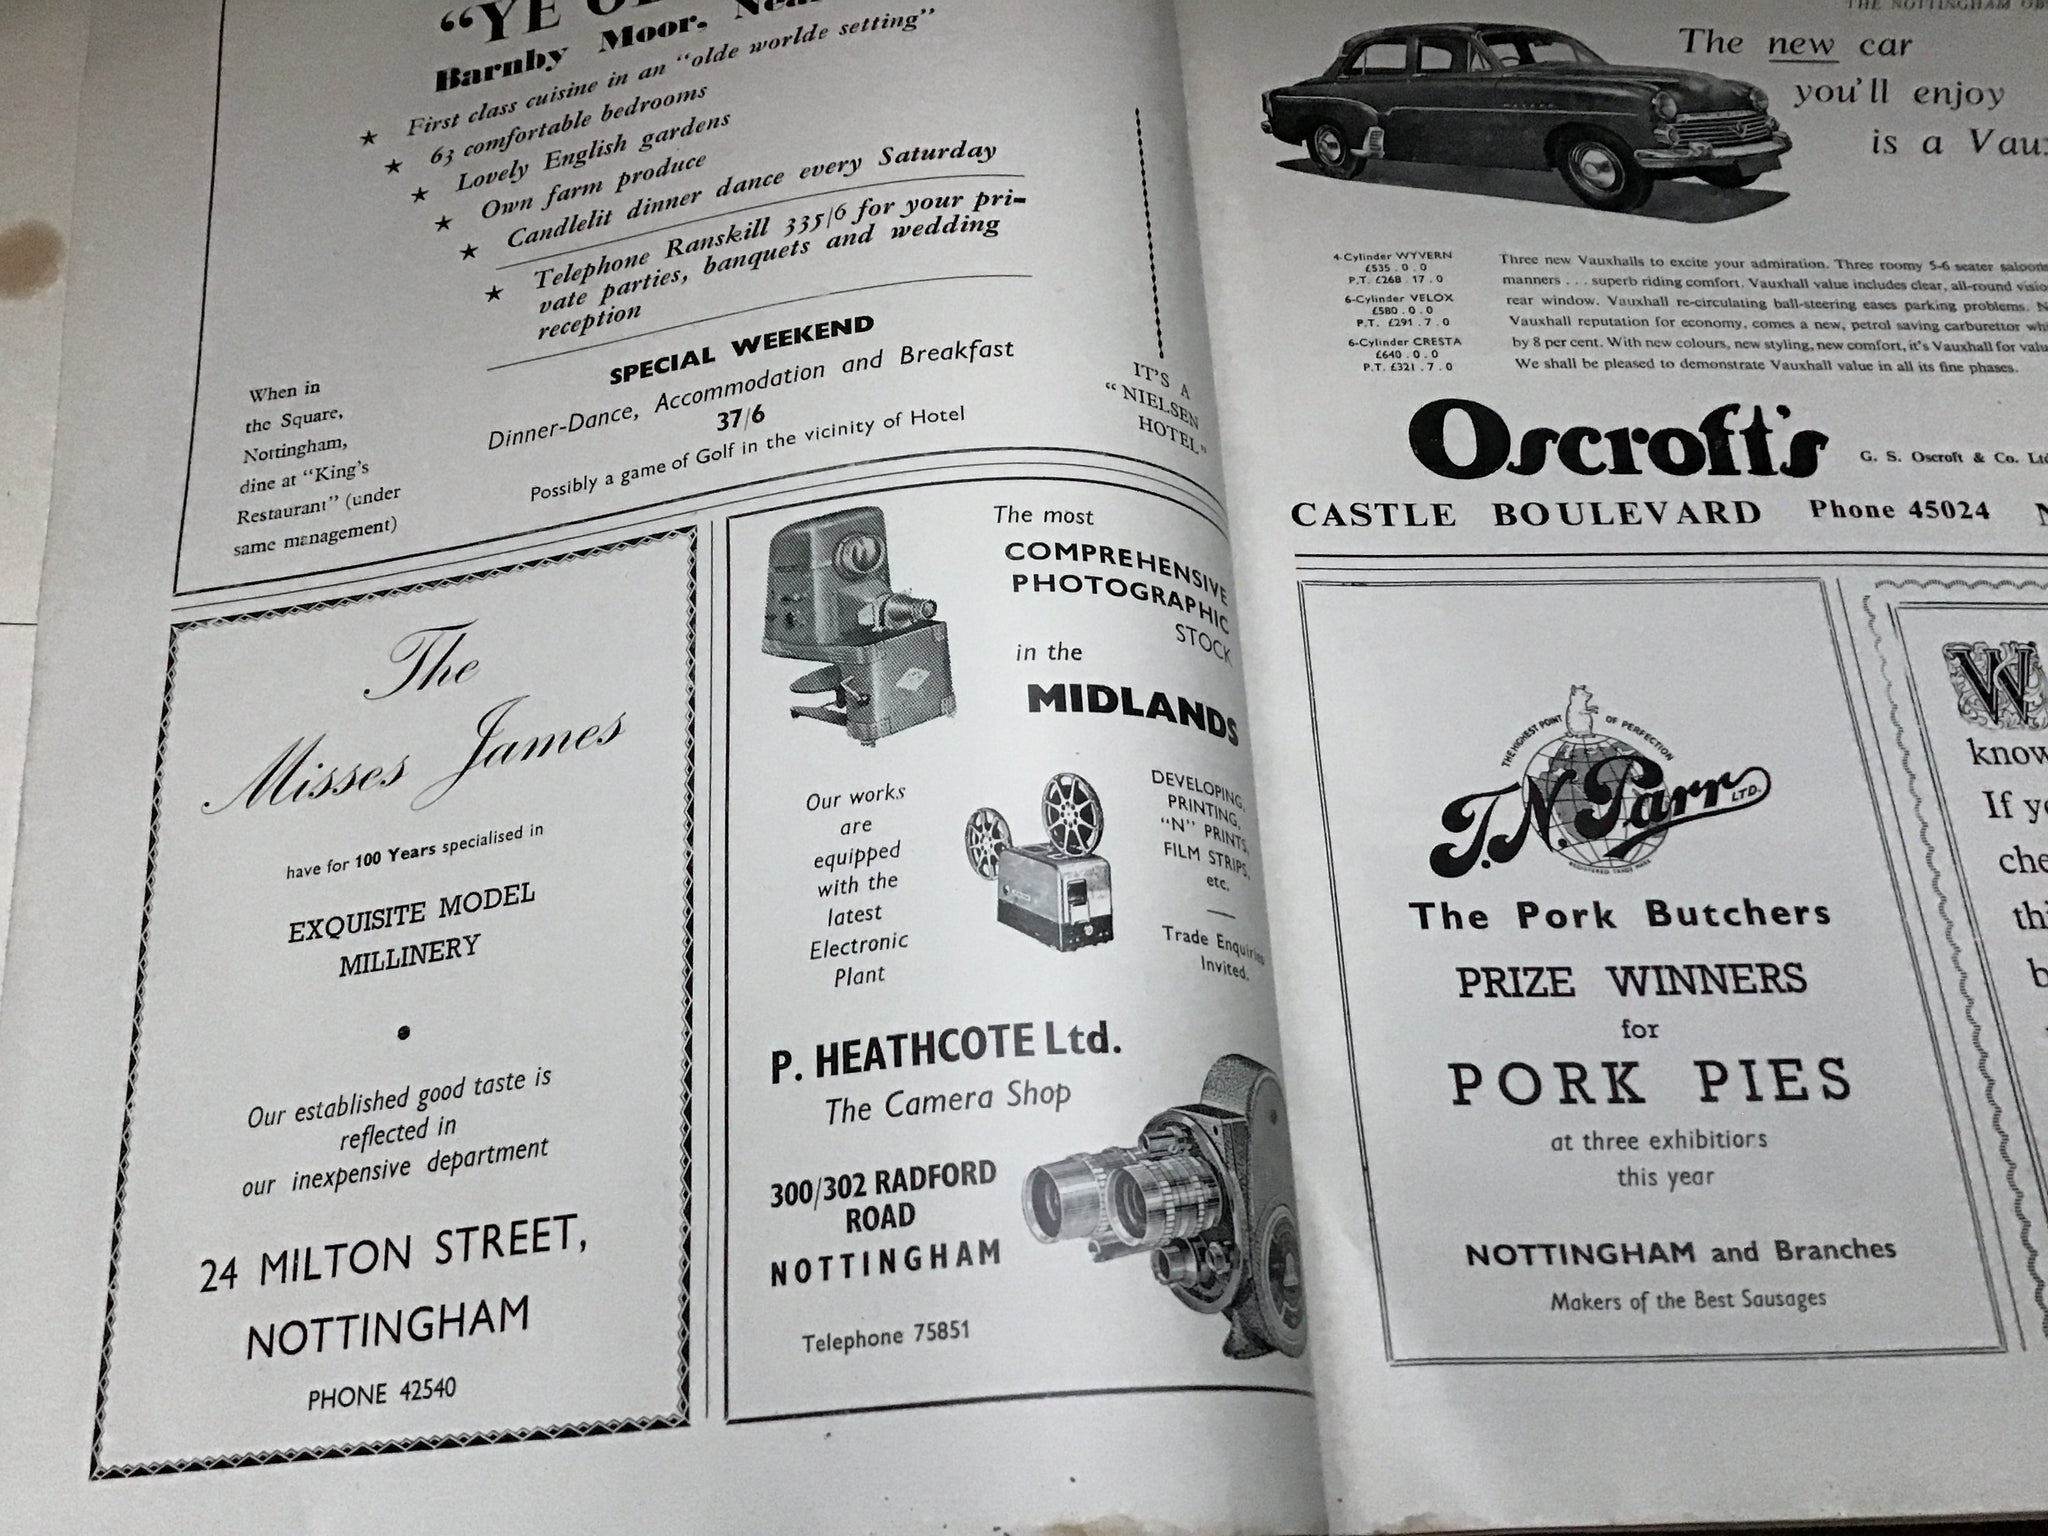 "YE
Barnby Moor,
★ First class cuisine in an "olde worlde setting"
★ 63 comfortable bedrooms
★ Lovely English gardens
★ Own farm produce
★ Candlelit dinner dance every Saturday
★ Telephone Ranskill 335/6 for your pri-
vate parties, banquets and wedding
reception
SPECIAL WEEKEND
Dinner-Dance, Accommodation and Breakfast
37/6
Possibly a game of Golf in the vicinity of Hotel
When in
the Square,
Nottingham,
dine at "King's
Restaurant" (under
same management)
IT'S A
"NIELSEN
HOTEL"
The
Misses James
have for 100 Years specialised in
EXQUISITE MODEL
MILLINERY
Our established good taste is
reflected in
our inexpensive department
24 MILTON STREET,
NOTTINGHAM
PHONE 42540
The most
COMPREHENSIVE
PHOTOGRAPHIC
STOCK
in the
MIDLANDS
Our works
are
equipped
with the
latest
Electronic
Plant
DEVELOPING,
PRINTING,
"N" PRINTS,
FILM STRIPS,
etc.
Trade Enquiries
Invited.
P. HEATHCOTE Ltd.
The Camera Shop
300/302 RADFORD
ROAD
NOTTINGHAM
Telephone 75851
THE NOTTINGHAM
The new car
you'll enjoy
is a
4-Cylinder WYVERN
£535.0.0
P.T. £268.17.0
6-Cylinder VELOX
£580.0.0
P.T. £291.7.0
6-Cylinder CRESTA
£640.0.0
P.T. £321.7.0
Three new Vauxhalls to excite your admiration. Three roomy 5-6 seater saloons
manners . . . superb riding comfort. Vauxhall value includes clear, all-round
rear window. Vauxhall re-circulating ball-steering eases parking problems.
Vauxhall reputation for economy, comes a new, petrol saving carburettor
by 8 per cent. With new colours, new styling, new comfort, it's Vauxhall for
We shall be pleased to demonstrate Vauxhall value in all its fine phases.
Oscroft's
G. S. Oscroft & Co. Ltd
CASTLE BOULEVARD Phone 45024 N
THE HIGHEST POINT OF PERFECTION
T.N. Parr LTD.
REGISTERED TRADE MARK
The Pork Butchers
PRIZE WINNERS
for
PORK PIES
at three exhibitiors
this year
NOTTINGHAM and Branches
Makers of the Best Sausages
W
know
If